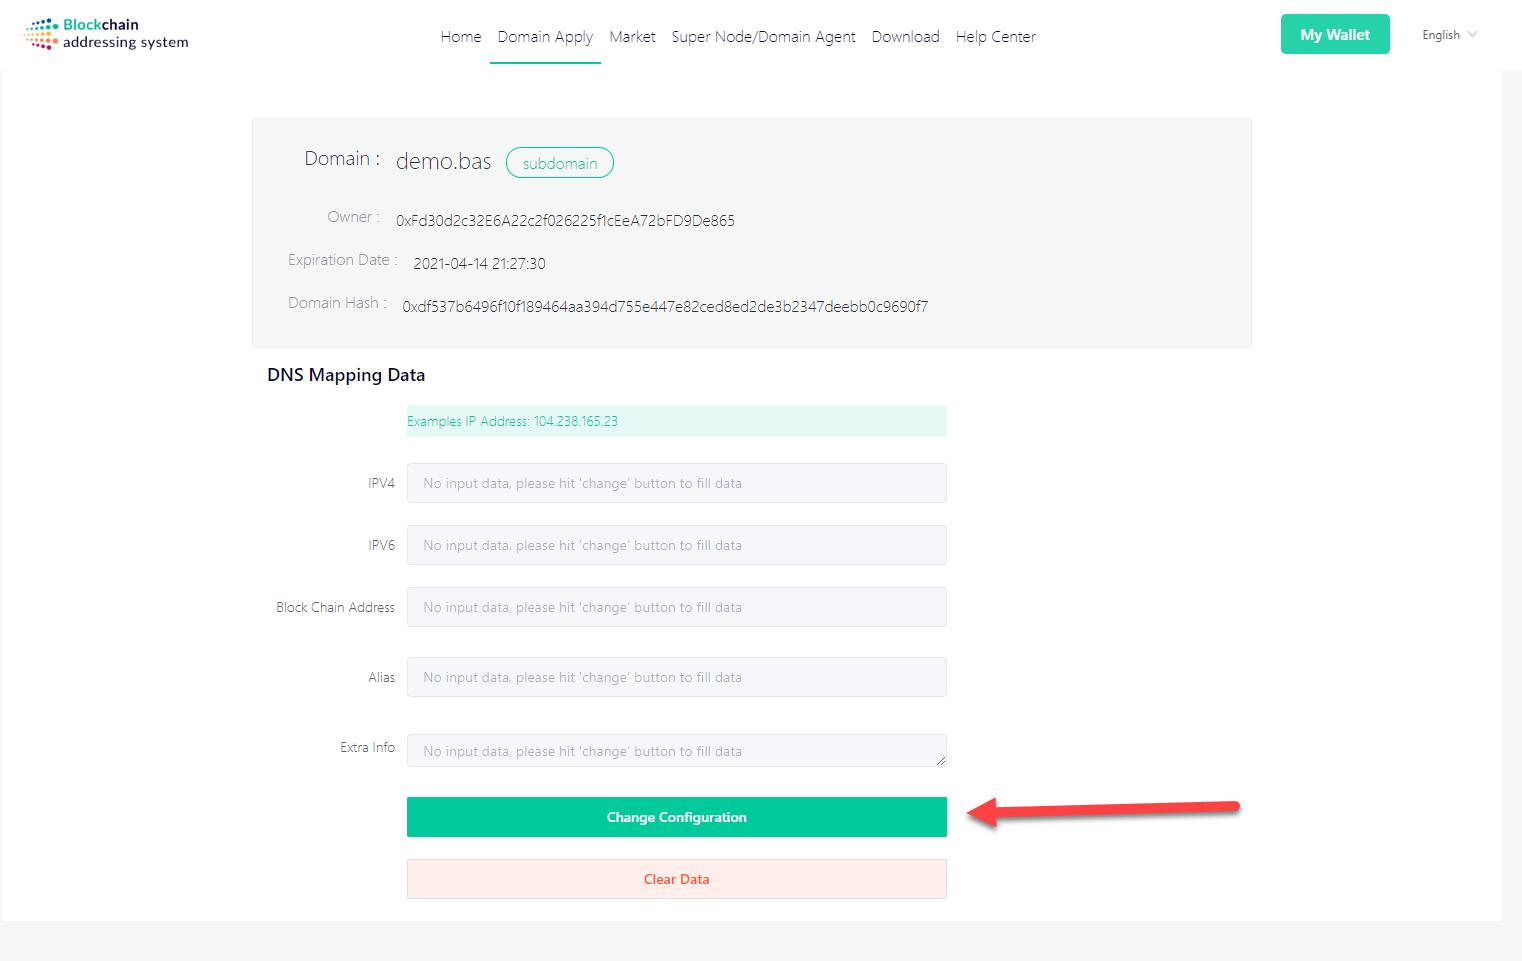 Blockchain
addressing system
Home Domain Apply Market Super Node/Domain Agent Download Help Center
My Wallet
English
Domain : demo.bas subdomain
Owner : 0xFd30d2c32E6A22c2f026225f1cEeA72bFD9De865
Expiration Date : 2021-04-14 21:27:30
Domain Hash : 0xdf537b6496f10f189464aa394d755e447e82ced8ed2de3b2347deebb0c9690f7
DNS Mapping Data
Examples IP Address: 104.238.165.23
IPV4 No input data, please hit 'change' button to fill data
IPV6 No input data, please hit 'change' button to fill data
Block Chain Address No input data, please hit 'change' button to fill data
Alias No input data, please hit 'change' button to fill data
Extra Info No input data, please hit 'change' button to fill data
Change Configuration
Clear Data